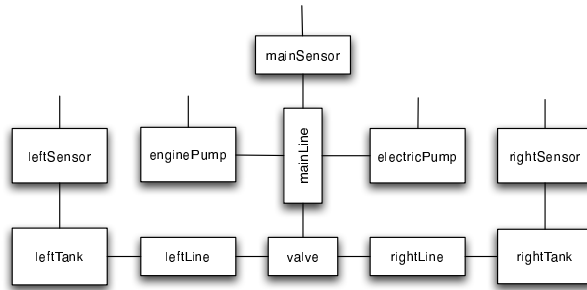 mainSensor
leftSensor
enginePump
mainLine
electricPump
rightSensor
leftTank
leftLine
valve
rightLine
rightTank